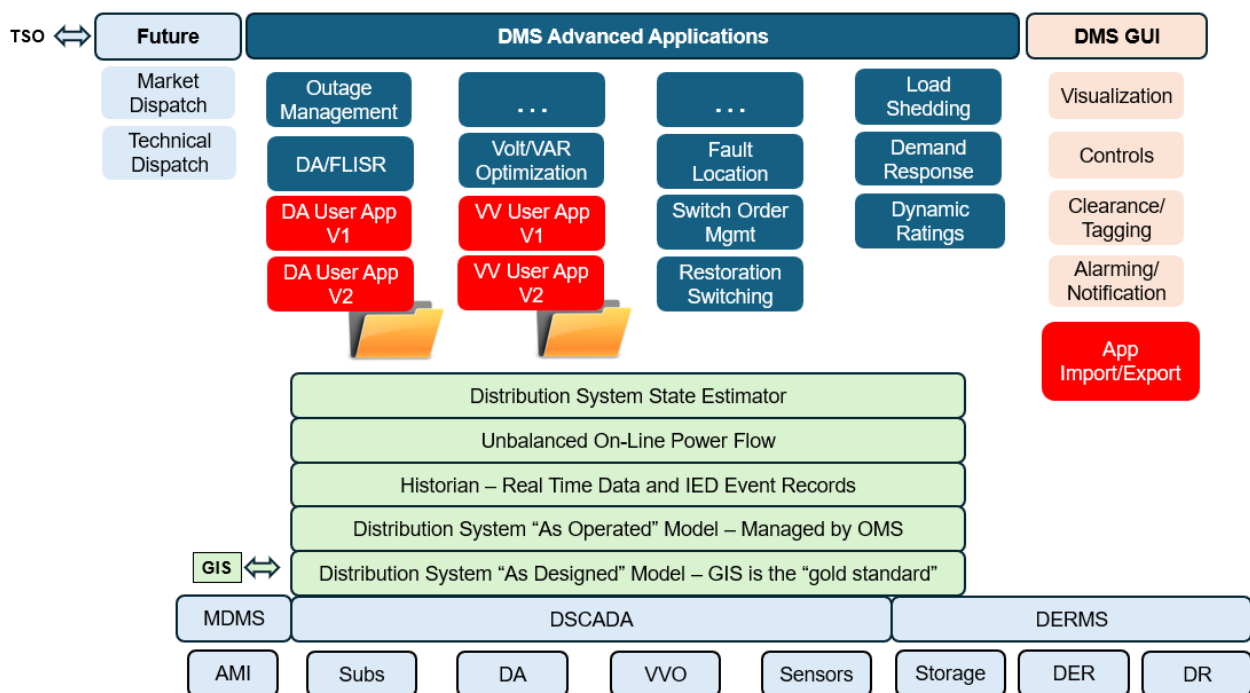 TSO
Future
DMS Advanced Applications
DMS GUI
Market
Dispatch
Technical
Dispatch
Outage
Management
DA/FLISR
DA User App
V1
DA User App
V2
...
Volt/VAR
Optimization
VV User App
V1
VV User App
V2
...
Fault
Location
Switch Order
Mgmt
Restoration
Switching
Load
Shedding
Demand
Response
Dynamic
Ratings
Visualization
Controls
Clearance/
Tagging
Alarming/
Notification
App
Import/Export
Distribution System State Estimator
Unbalanced On-Line Power Flow
Historian – Real Time Data and IED Event Records
Distribution System “As Operated” Model – Managed by OMS
GIS
Distribution System “As Designed” Model – GIS is the “gold standard”
MDMS
DSCADA
DERMS
AMI
Subs
DA
VVO
Sensors
Storage
DER
DR